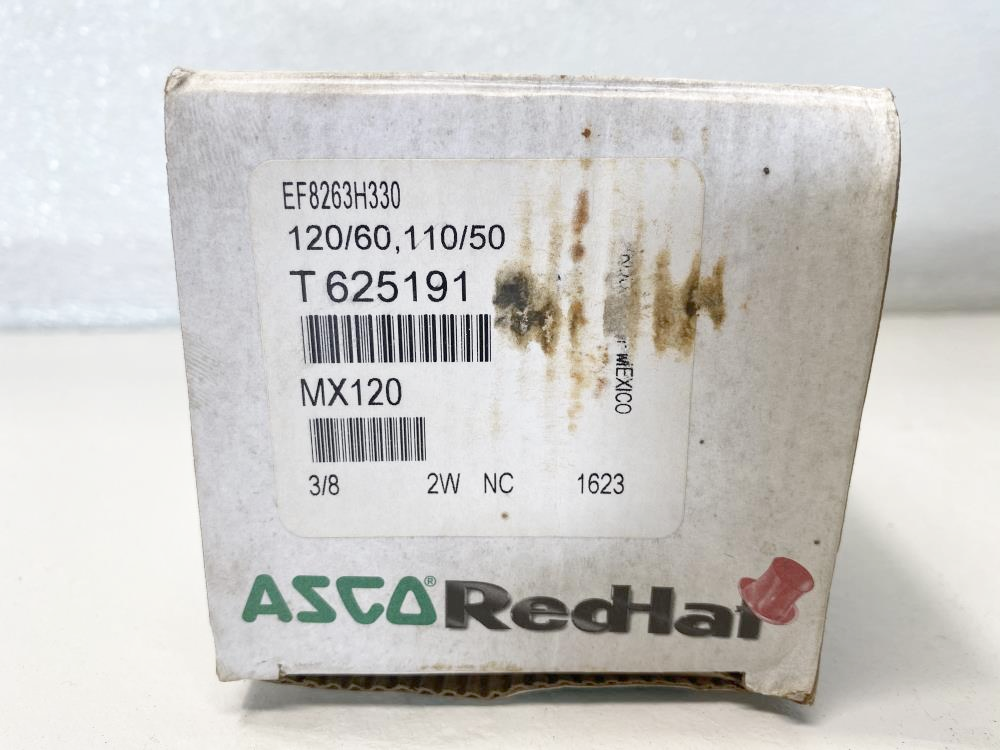 EF8263H330
120/60,110/50
T 625191
MX120
3/8 2W NC 1623
MEXICO
ASCO® RedHat